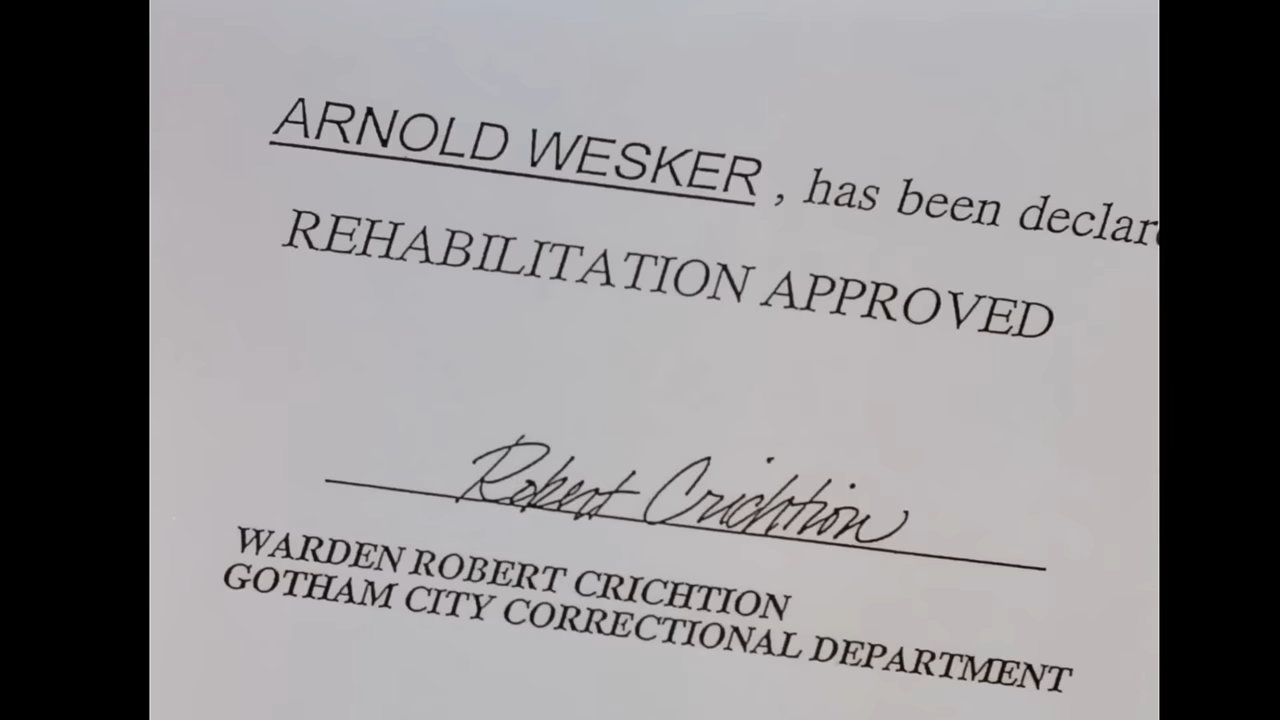 ARNOLD WESKER , has been declar
REHABILITATION APPROVED
Robert Crichtion
WARDEN ROBERT CRICHTION
GOTHAM CITY CORRECTIONAL DEPARTMENT